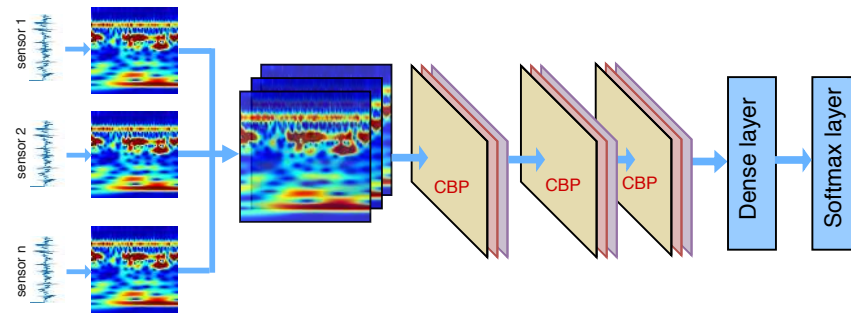 sensor 1
sensor 2
sensor n
CBP
CBP
CBP
Dense layer
Softmax layer